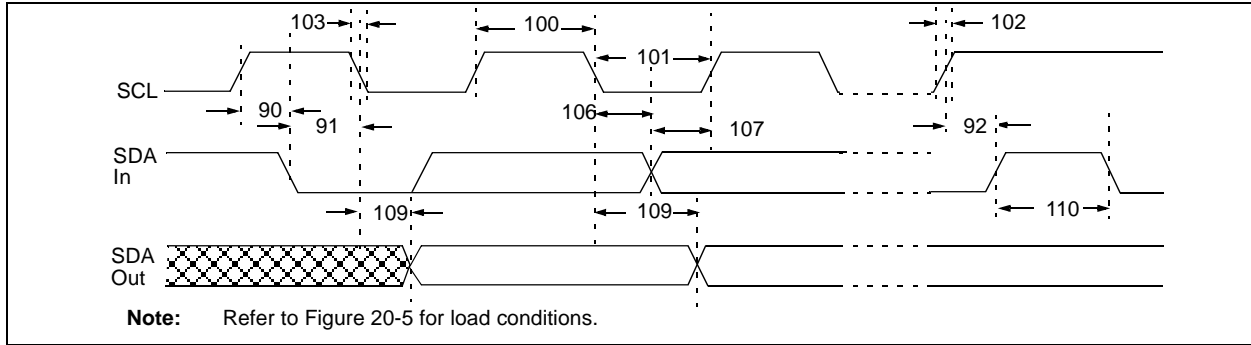 103
100
102
101
SCL
90
91
106
107
92
SDA
In
109
109
110
SDA
Out
Note: Refer to Figure 20-5 for load conditions.